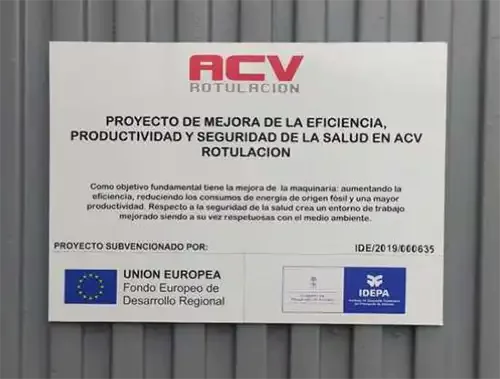 ACV
ROTULACION
PROYECTO DE MEJORA DE LA EFICIENCIA,
PRODUCTIVIDAD Y SEGURIDAD DE LA SALUD EN ACV
ROTULACION
Como objetivo fundamental tiene la mejora de la maquinaria: aumentando la
eficiencia, reduciendo los consumos de energía de origen fósil y una mayor
productividad. Respecto a la seguridad de la salud crea un entorno de trabajo
mejorado siendo a su vez respetuosas con el medio ambiente.
PROYECTO SUBVENCIONADO POR:
IDE/2019/000635
UNION EUROPEA
Fondo Europeo de
Desarrollo Regional
IDEPA